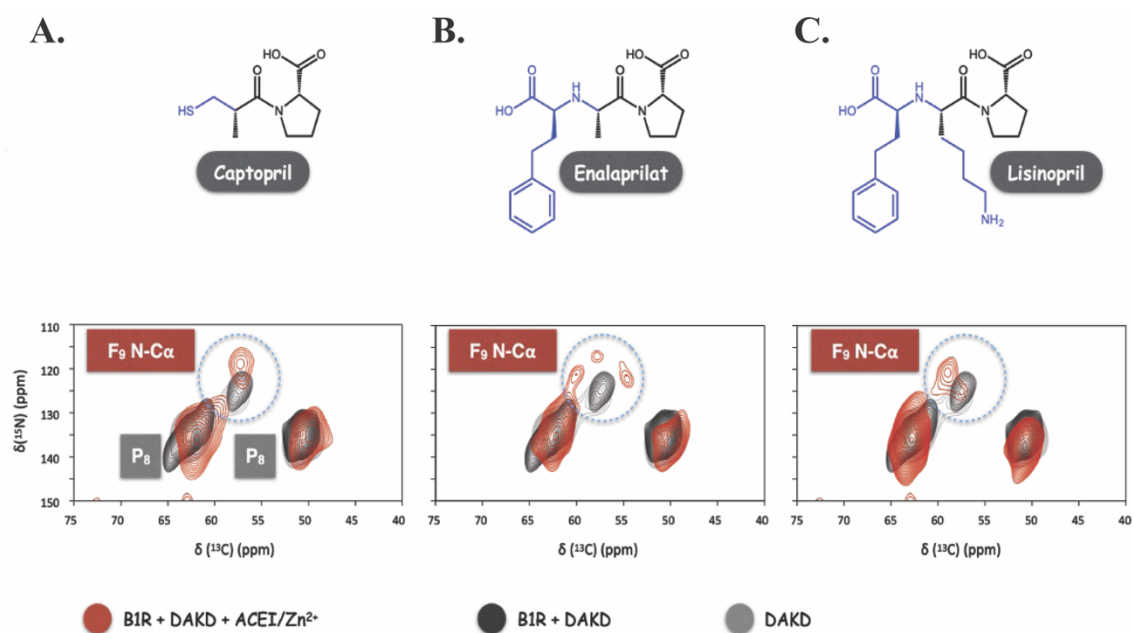 A.
B.
C.
HO
O
O
HS
N
Captopril
HO
O
O
H
N
O
HO
N
Enalaprilat
HO
O
O
H
N
O
HO
N
NH₂
Lisinopril
δ(¹⁵N) (ppm)
110
120
130
140
150
F₉ N-Cα
P₈
P₈
75 70 65 60 55 50 45 40
δ (¹³C) (ppm)
F₉ N-Cα
75 70 65 60 55 50 45 40
δ (¹³C) (ppm)
F₉ N-Cα
75 70 65 60 55 50 45 40
δ (¹³C) (ppm)
B1R + DAKD + ACEI/Zn²⁺
B1R + DAKD
DAKD